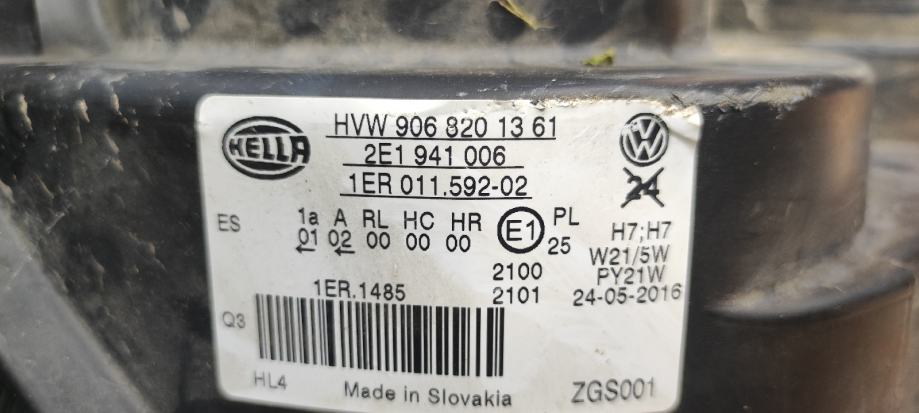 HELLA
HVW 906 820 13 61
2E1 941 006
1ER 011.592-02
24
ES
1a A RL HC HR E1 PL
01 02 00 00 00 25
H7;H7
W21/5W
2100 PY21W
1ER.1485 2101 24-05-2016
Q3
HL4 Made in Slovakia ZGS001